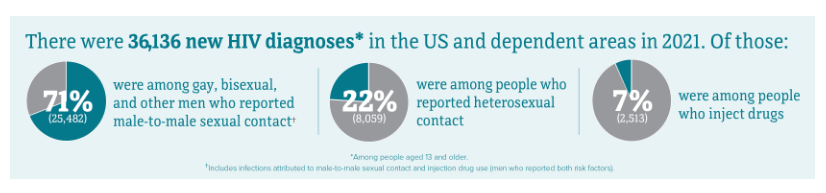 There were 36,136 new HIV diagnoses* in the US and dependent areas in 2021. Of those:
71%
(25,482)
were among gay, bisexual,
and other men who reported
male-to-male sexual contact†
22%
(8,059)
were among people who
reported heterosexual
contact
7%
(2,513)
were among people
who inject drugs
*Among people aged 13 and older.
†Includes infections attributed to male-to-male sexual contact and injection drug use (men who reported both risk factors).